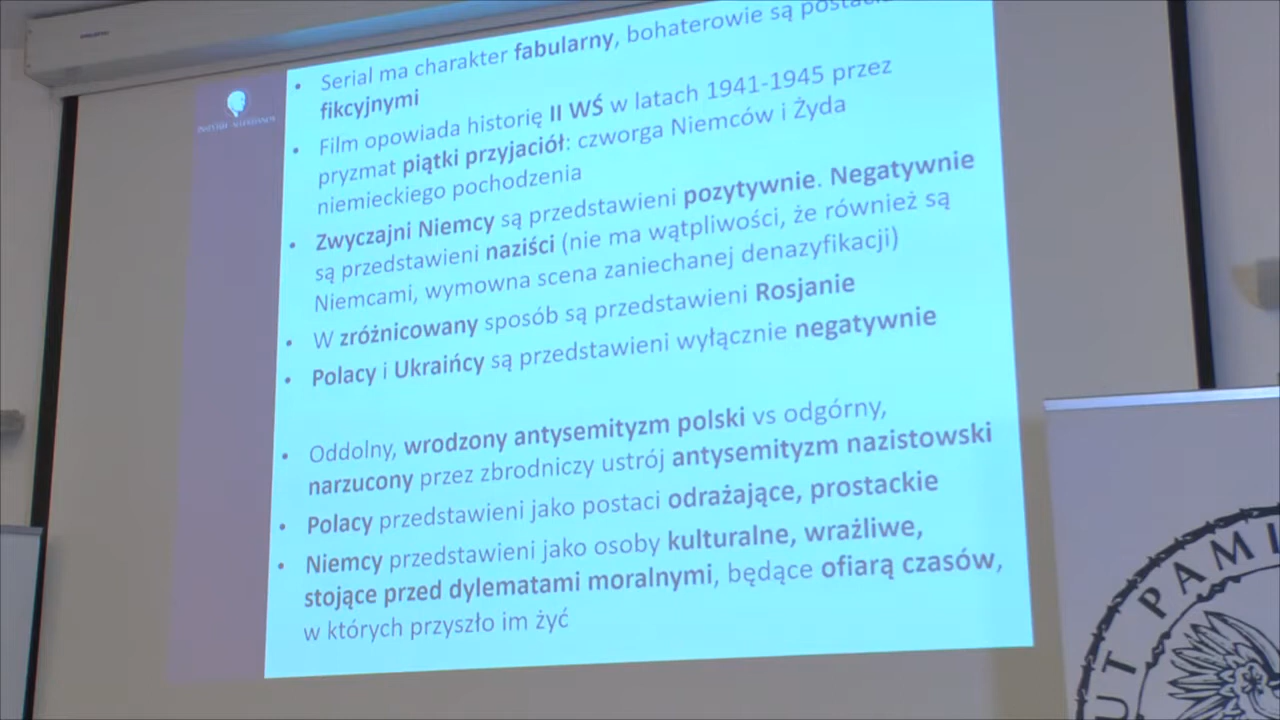 • Serial ma charakter fabularny, bohaterowie są
fikcyjnymi
• Film opowiada historię II WŚ w latach 1941-1945 przez
pryzmat piątki przyjaciół: czworga Niemców i Żyda
niemieckiego pochodzenia
• Zwyczajni Niemcy są przedstawieni pozytywnie. Negatywnie
są przedstawieni naziści (nie ma wątpliwości, że również są
Niemcami, wymowna scena zaniechanej denazyfikacji)
• W zróżnicowany sposób są przedstawieni Rosjanie
• Polacy i Ukraińcy są przedstawieni wyłącznie negatywnie
• Oddolny, wrodzony antysemityzm polski vs odgórny,
narzucony przez zbrodniczy ustrój antysemityzm nazistowski
• Polacy przedstawieni jako postaci odrażające, prostackie
• Niemcy przedstawieni jako osoby kulturalne, wrażliwe,
stojące przed dylematami moralnymi, będące ofiarą czasów,
w których przyszło im żyć
UT PAMI